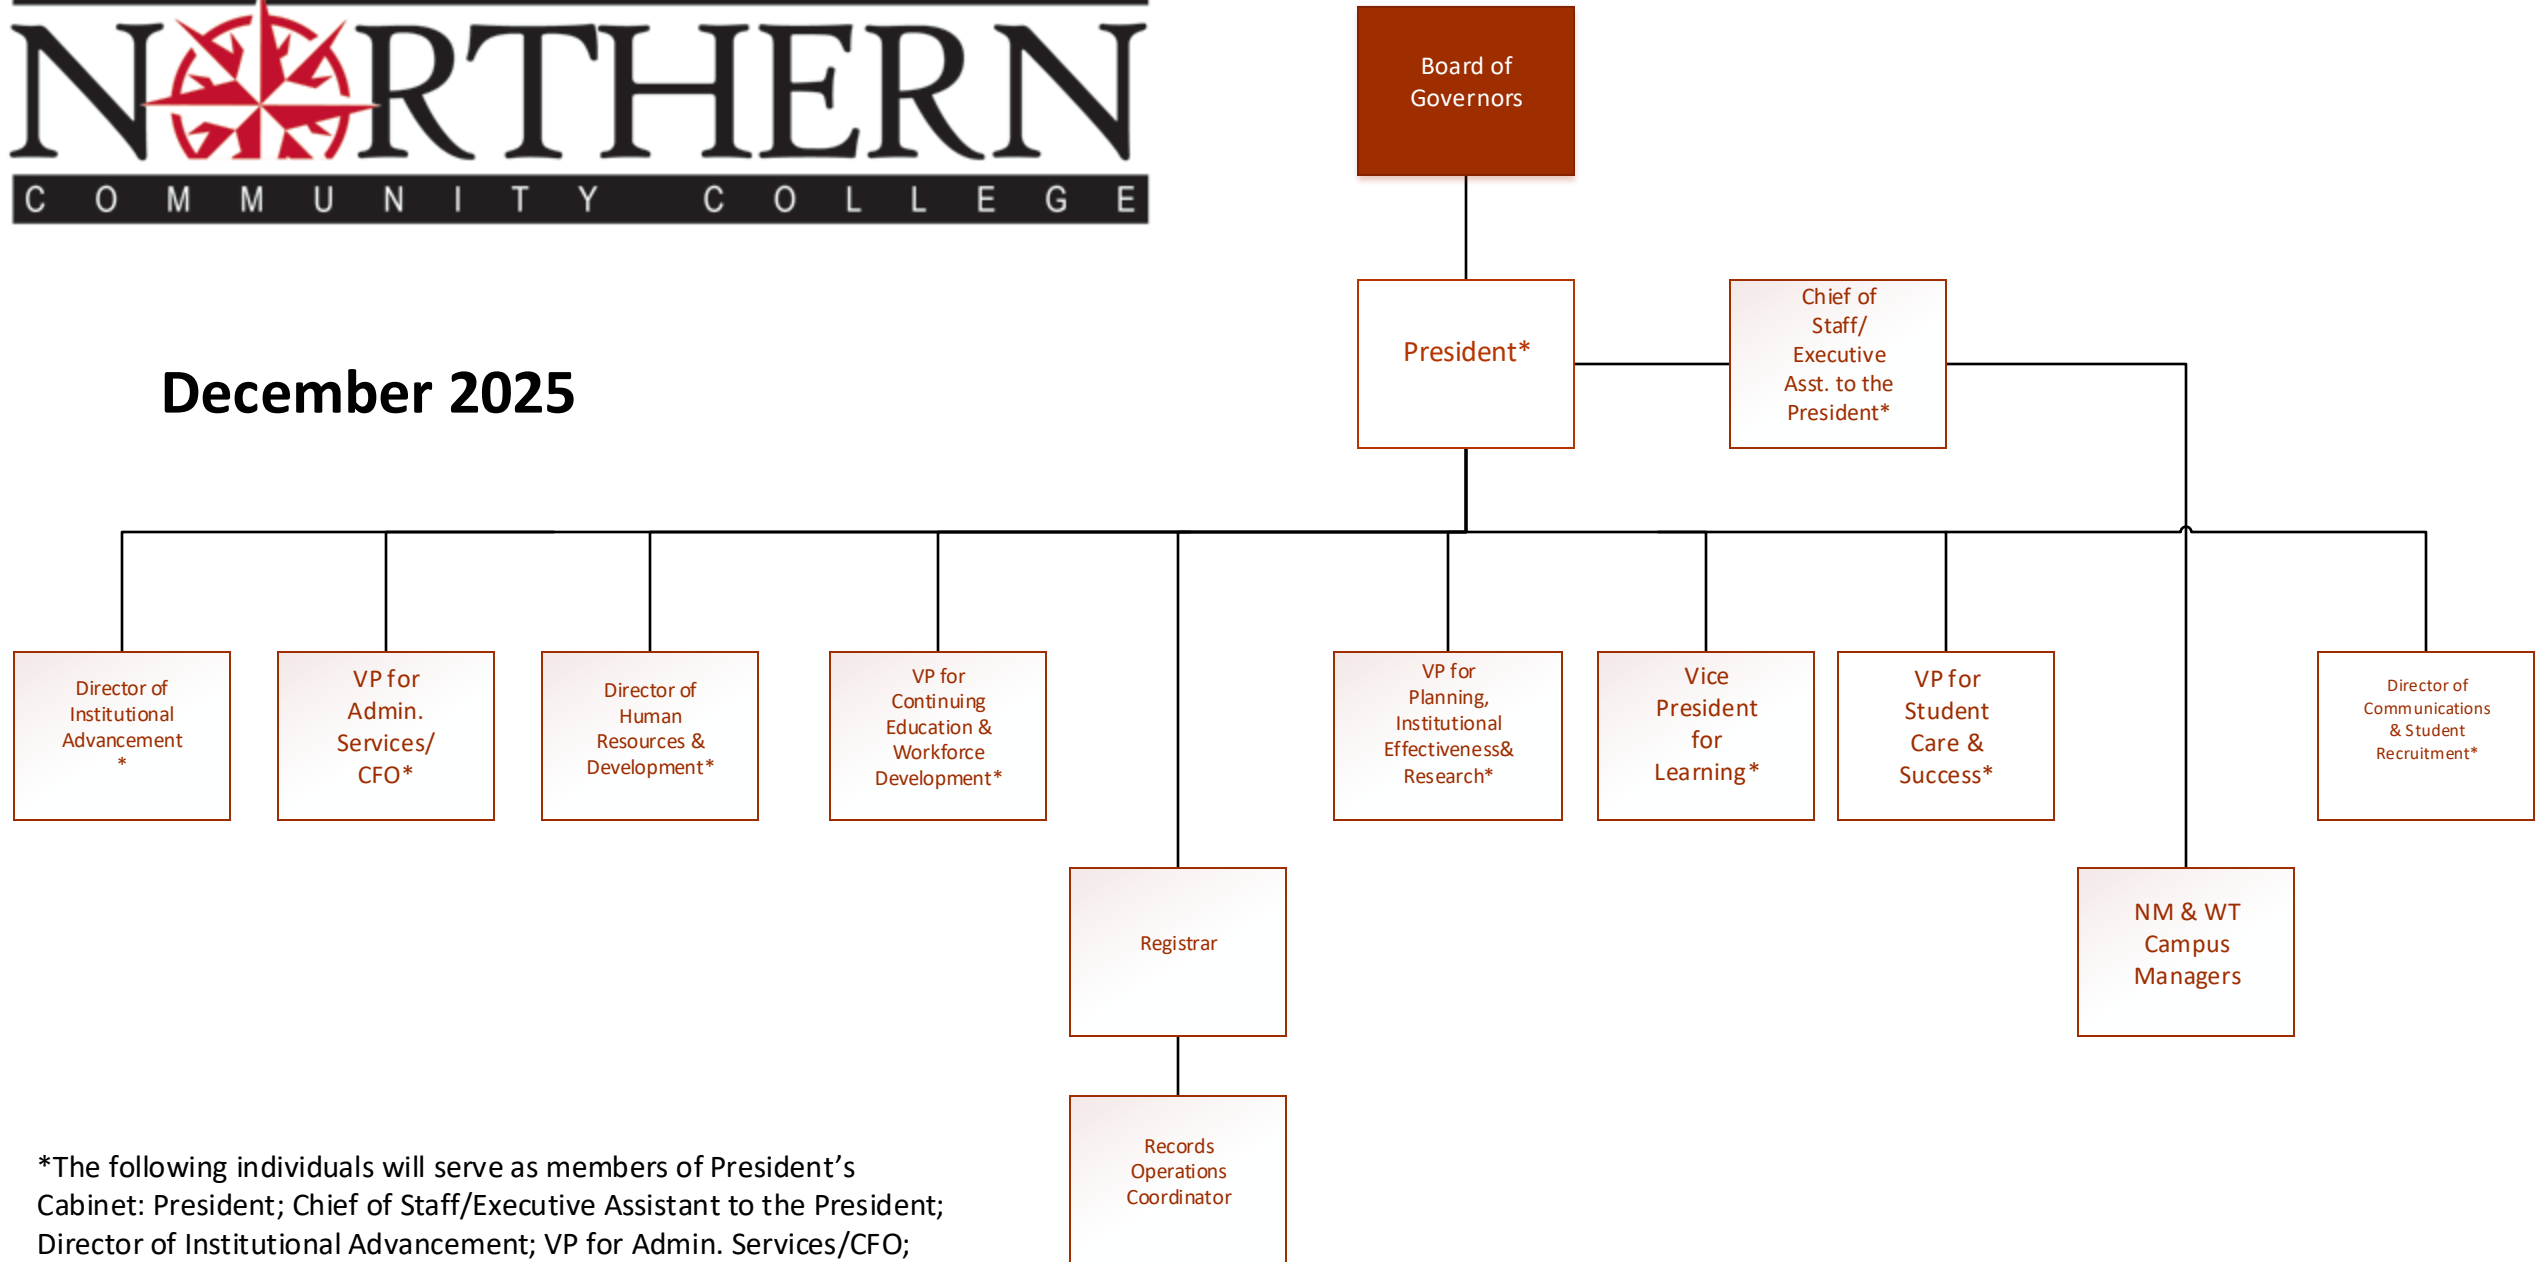 NORTHERN
COMMUNITY COLLEGE
December 2025
Board of
Governors
President*
Chief of
Staff/
Executive
Asst. to the
President*
Director of
Institutional
Advancement
*
VP for
Admin.
Services/
CFO*
Director of
Human
Resources &
Development*
VP for
Continuing
Education &
Workforce
Development*
VP for
Planning,
Institutional
Effectiveness&
Research*
Vice
President
for
Learning*
VP for
Student
Care &
Success*
Director of
Communications
& Student
Recruitment*
Registrar
NM & WT
Campus
Managers
Records
Operations
Coordinator
*The following individuals will serve as members of President’s
Cabinet: President; Chief of Staff/Executive Assistant to the President;
Director of Institutional Advancement; VP for Admin. Services/CFO;